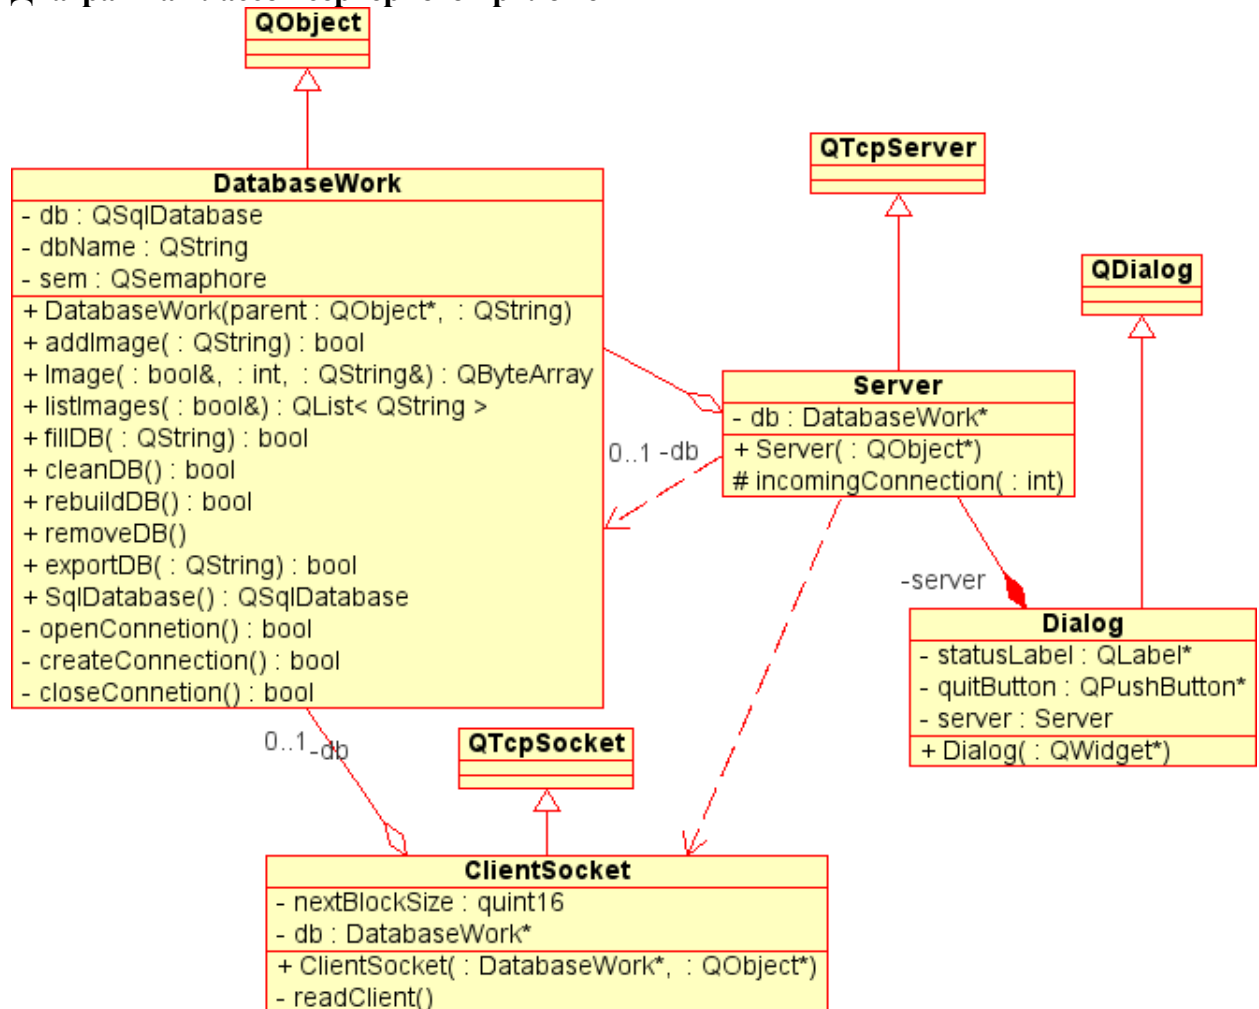 QObject
QTcpServer
DatabaseWork
- db : QSqlDatabase
- dbName : QString
- sem : QSemaphore
+ DatabaseWork(parent : QObject*, : QString)
+ addImage( : QString) : bool
+ Image( : bool&, : int, : QString&) : QByteArray
+ listImages( : bool&) : QList< QString >
+ fillDB( : QString) : bool
+ cleanDB() : bool
+ rebuildDB() : bool
+ removeDB()
+ exportDB( : QString) : bool
+ SqlDatabase() : QSqlDatabase
- openConnetion() : bool
- createConnection() : bool
- closeConnetion() : bool
QDialog
Server
- db : DatabaseWork*
+ Server( : QObject*)
# incomingConnection( : int)
0..1 -db
-server
Dialog
- statusLabel : QLabel*
- quitButton : QPushButton*
- server : Server
+ Dialog( : QWidget*)
0..1 -db
QTcpSocket
ClientSocket
- nextBlockSize : quint16
- db : DatabaseWork*
+ ClientSocket( : DatabaseWork*, : QObject*)
- readClient()